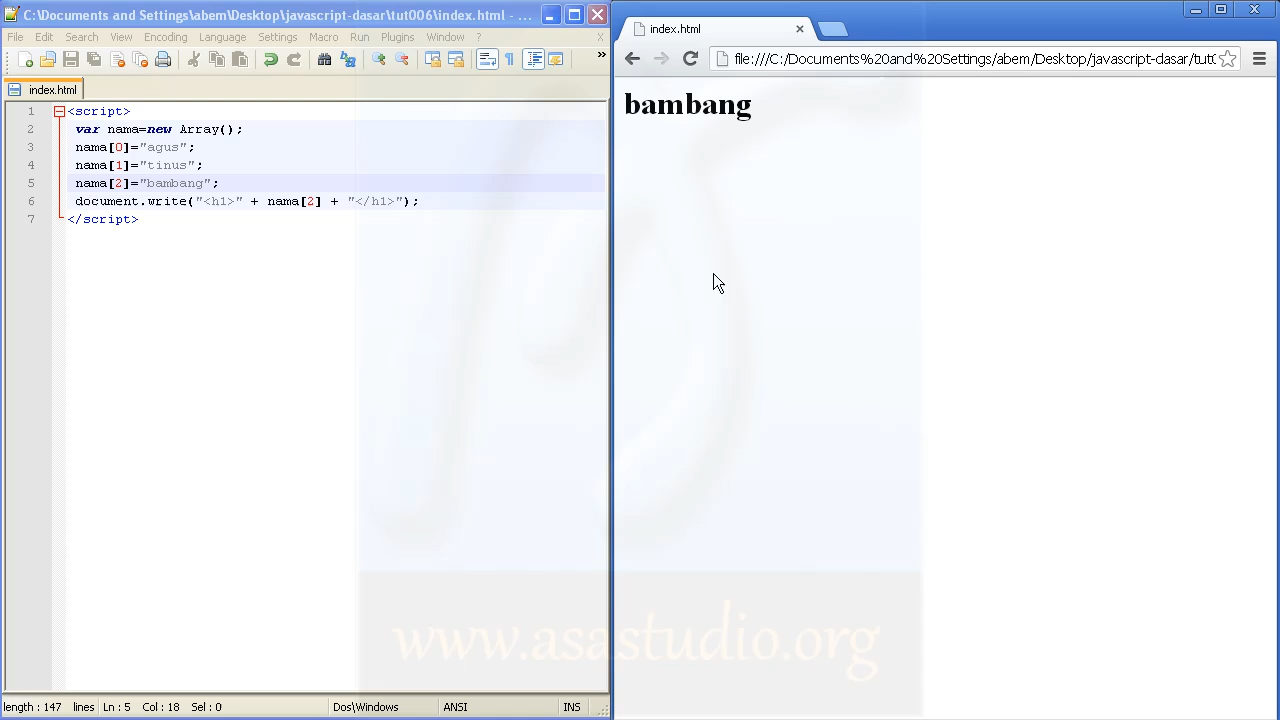 C:\Documents and Settings\abem\Desktop\javascript-dasar\tut006\index.html - ...
File Edit Search View Encoding Language Settings Macro Run Plugins Window ? X
index.html
1 <script>
2 var nama=new Array();
3 nama[0]="agus";
4 nama[1]="tinus";
5 nama[2]="bambang";
6 document.write("<h1>" + nama[2] + "</h1>");
7 </script>
length : 147 lines Ln : 5 Col : 18 Sel : 0 Dos\Windows ANSI INS
index.html
file:///C:/Documents%20and%20Settings/abem/Desktop/javascript-dasar/tut0
bambang
www.asastudio.org